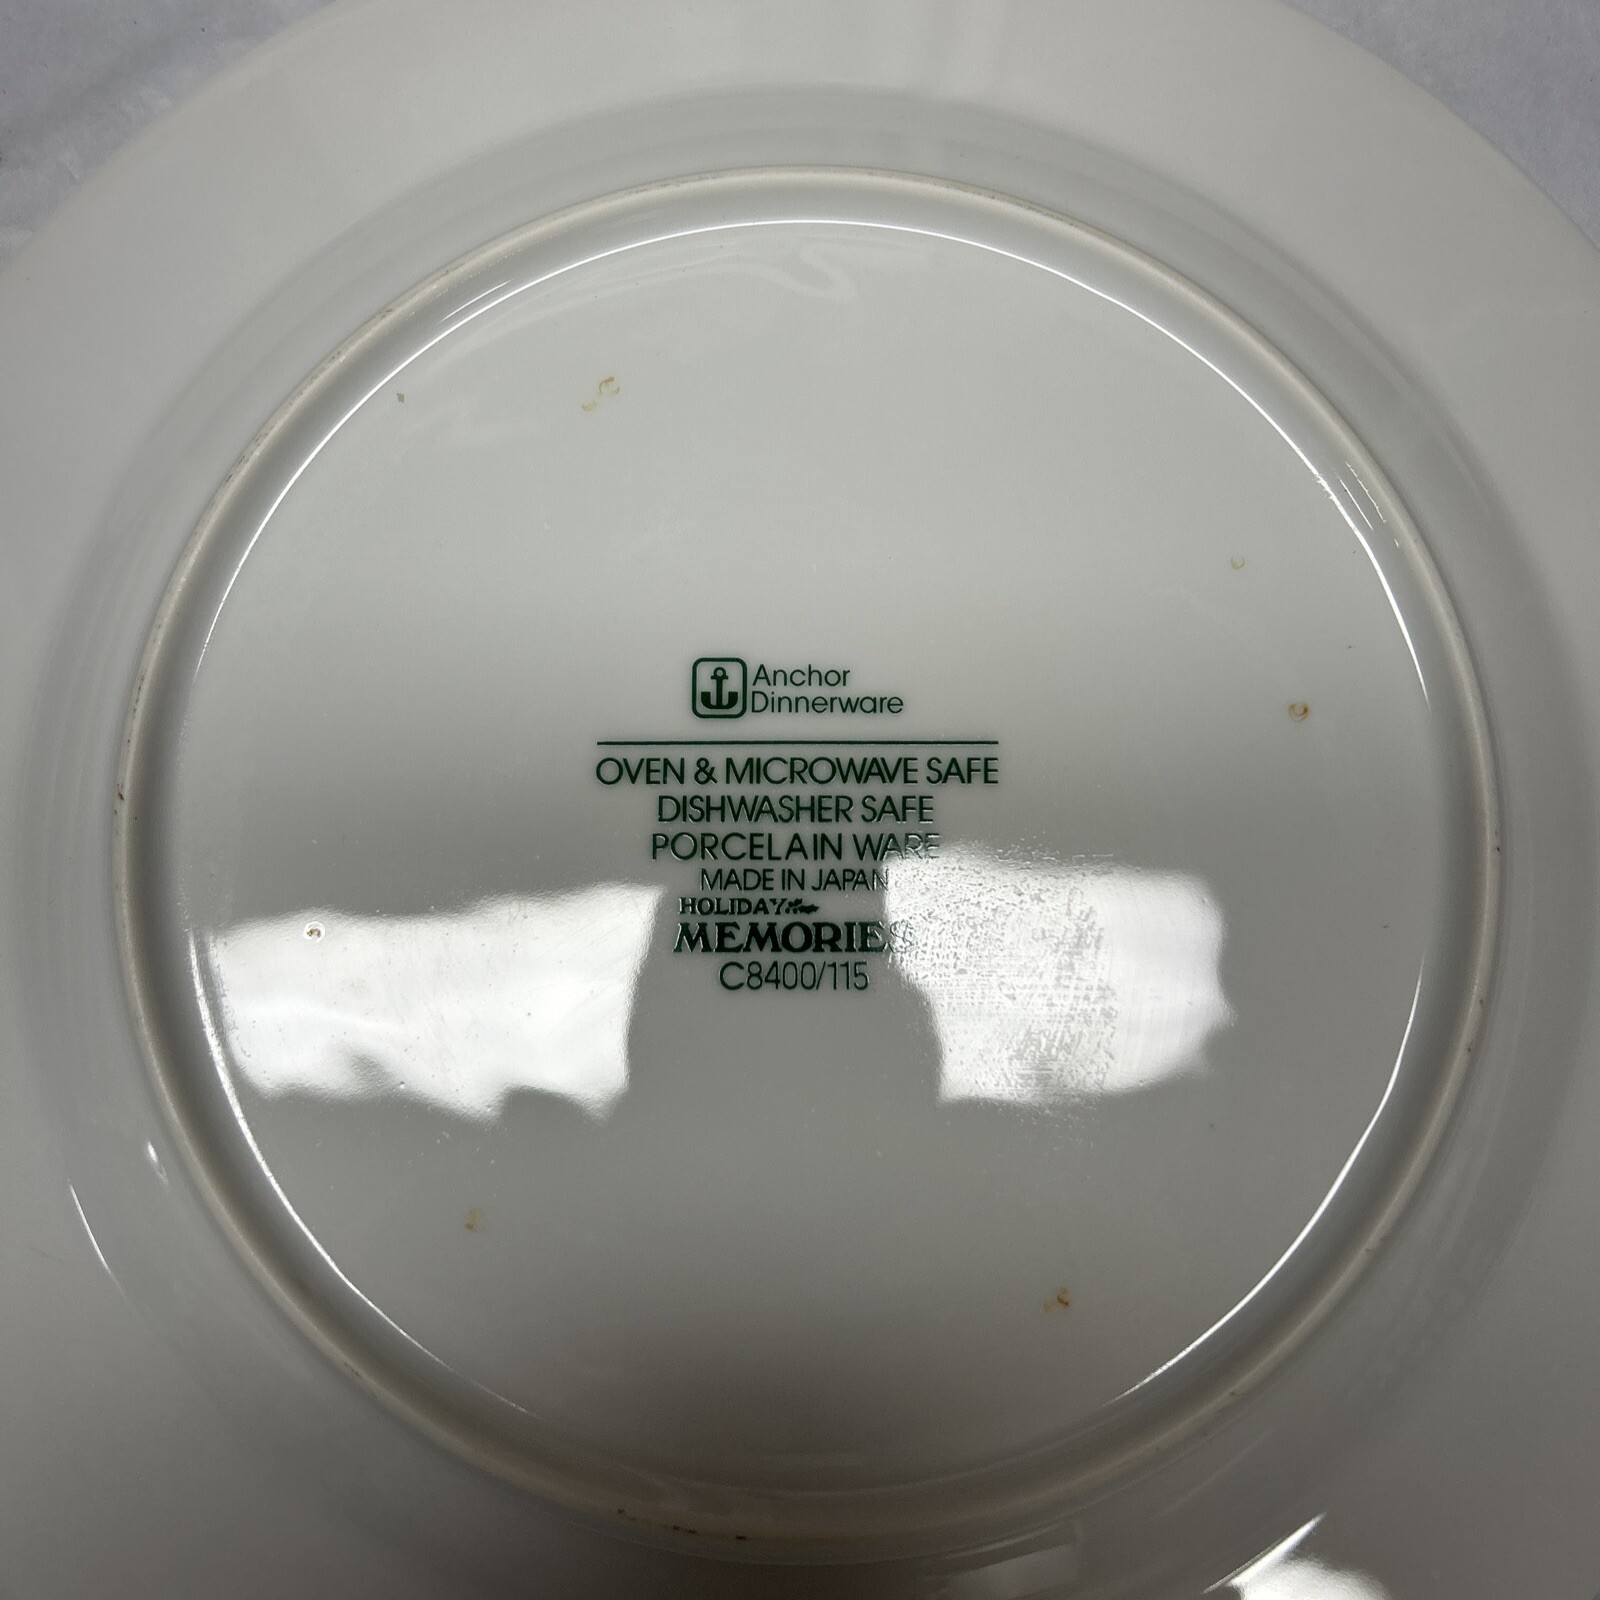 Anchor
Dinnerware
OVEN & MICROWAVE SAFE
DISHWASHER SAFE
PORCELAIN WARE
MADE IN JAPAN
HOLIDAY
MEMORIES
C8400/115